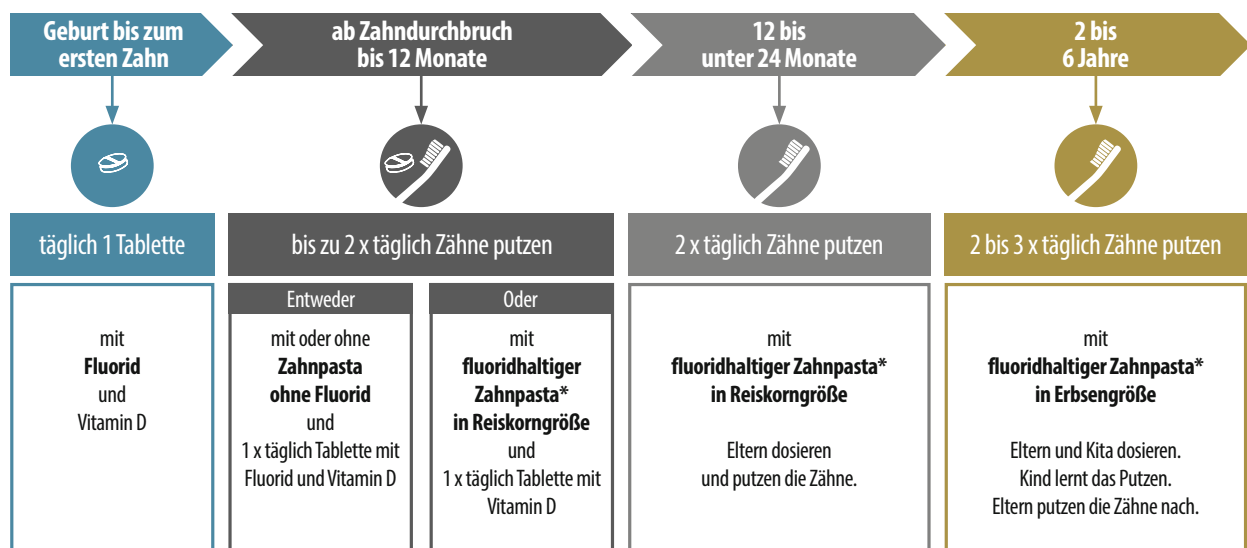 Geburt bis zum
ersten Zahn
ab Zahndurchbruch
bis 12 Monate
12 bis
unter 24 Monate
2 bis
6 Jahre
täglich 1 Tablette
bis zu 2 x täglich Zähne putzen
2 x täglich Zähne putzen
2 bis 3 x täglich Zähne putzen
mit
Fluorid
und
Vitamin D
Entweder
mit oder ohne
Zahnpasta
ohne Fluorid
und
1 x täglich Tablette mit
Fluorid und Vitamin D
Oder
mit
fluoridhaltiger
Zahnpasta*
in Reiskorngröße
und
1 x täglich Tablette mit
Vitamin D
mit
fluoridhaltiger Zahnpasta*
in Reiskorngröße
Eltern dosieren
und putzen die Zähne.
mit
fluoridhaltiger Zahnpasta*
in Erbsengröße
Eltern und Kita dosieren.
Kind lernt das Putzen.
Eltern putzen die Zähne nach.